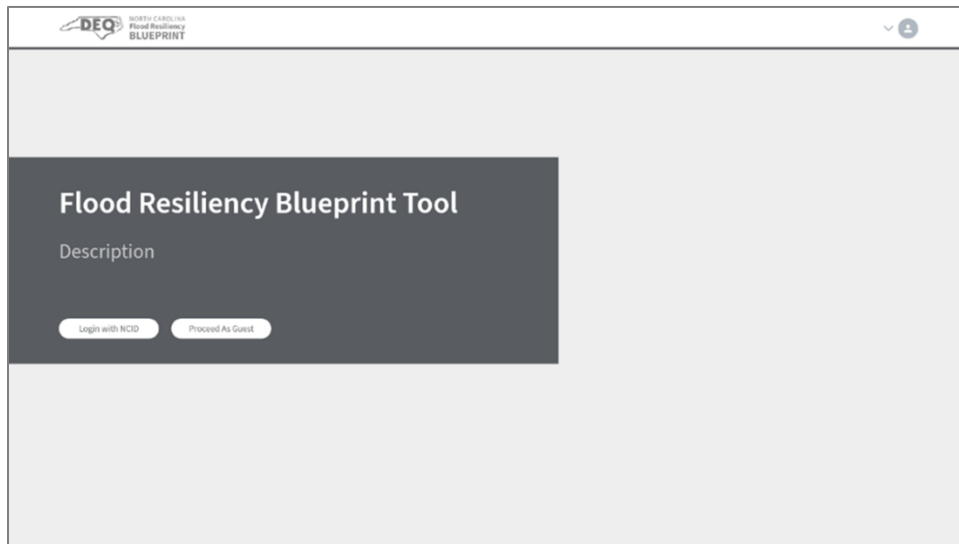 DEQ
NORTH CAROLINA
Flood Resiliency
BLUEPRINT
Flood Resiliency Blueprint Tool
Description
Login with NCID
Proceed As Guest